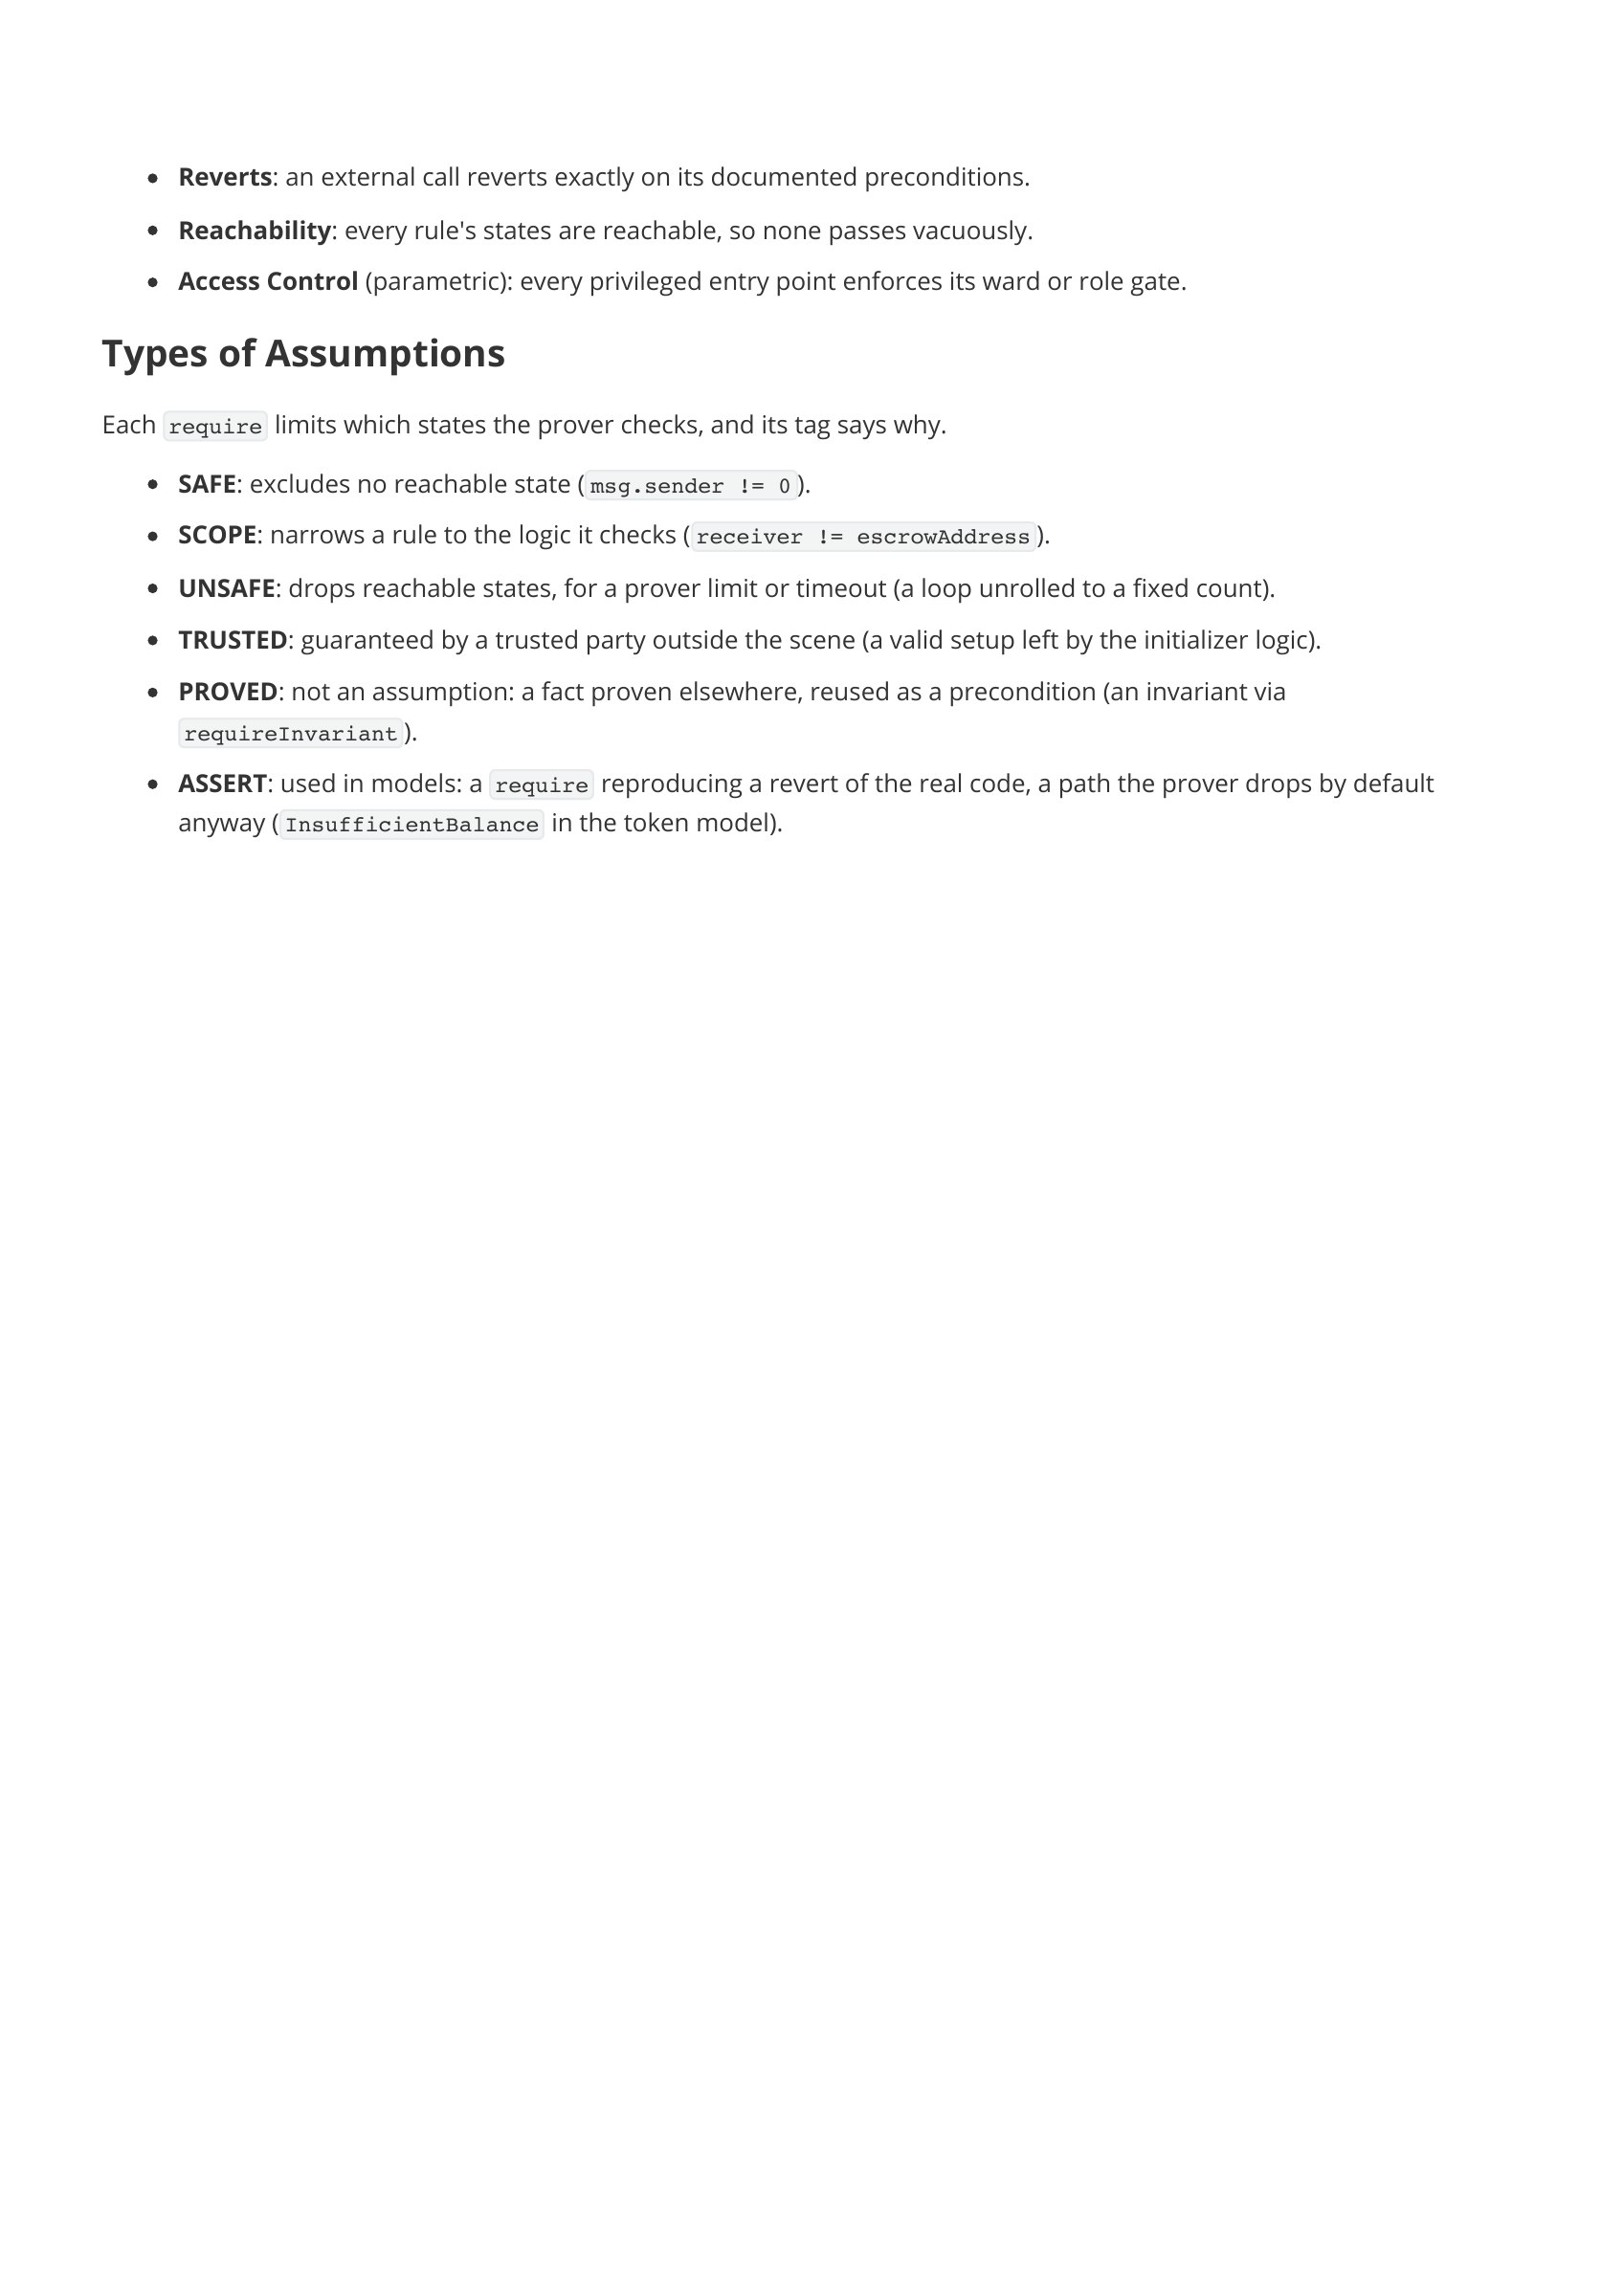 Reverts: an external call reverts exactly on its documented preconditions.
Reachability: every rule's states are reachable, so none passes vacuously.
Access Control (parametric): every privileged entry point enforces its ward or role gate.
Types of Assumptions
Each require limits which states the prover checks, and its tag says why.
SAFE: excludes no reachable state (msg.sender != 0).
SCOPE: narrows a rule to the logic it checks (receiver != escrowAddress).
UNSAFE: drops reachable states, for a prover limit or timeout (a loop unrolled to a fixed count).
TRUSTED: guaranteed by a trusted party outside the scene (a valid setup left by the initializer logic).
PROVED: not an assumption: a fact proven elsewhere, reused as a precondition (an invariant via
requireInvariant).
ASSERT: used in models: a require reproducing a revert of the real code, a path the prover drops by default
anyway (InsufficientBalance in the token model).